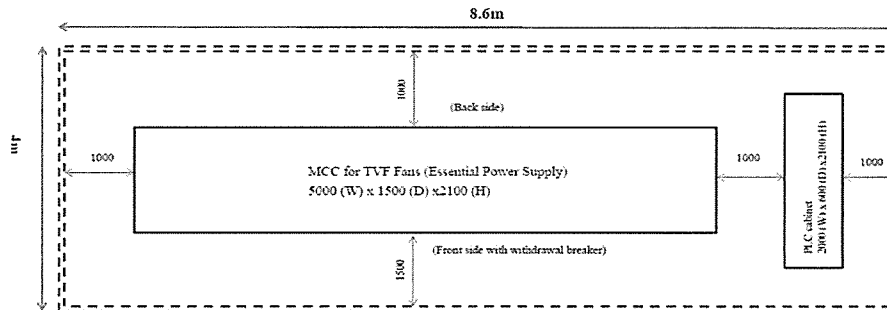 8.6m
4m
1000
(Back side)
1000
MCC for TVF Fans (Essential Power Supply)
5000 (W) x 1500 (D) x2100 (H)
1000
PLC cabinet
2000 (W) x 600 (D) x2100 (H)
1000
(Front side with withdrawal breaker)
1500